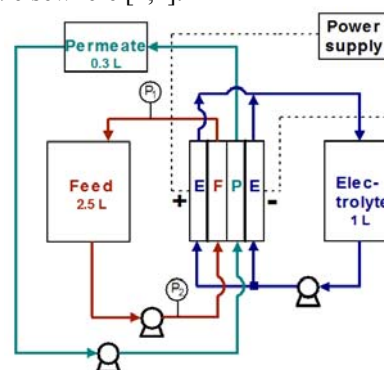 Permeate
0.3 L
Power
supply
P1
Feed
2.5 L
E F P E
+
-
Elec-
trolyte
1 L
P2